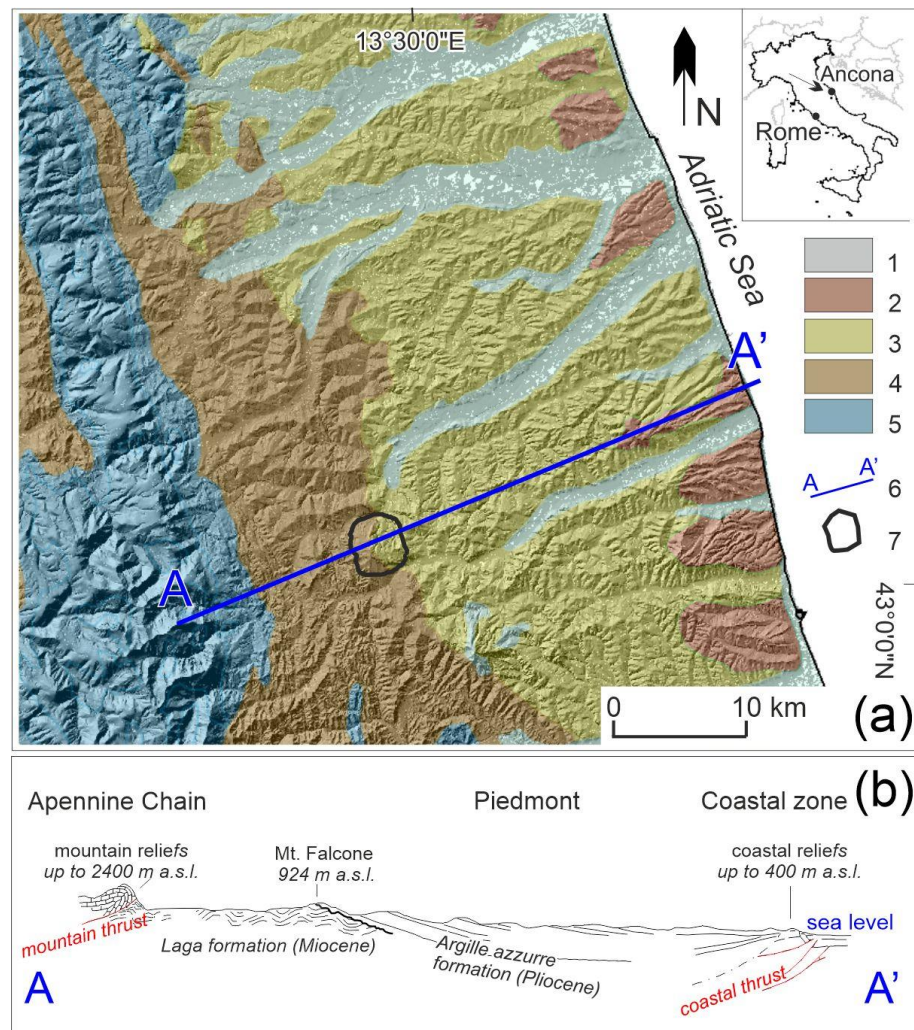 13°30'0"E
N
Adriatic Sea
Ancona
Rome
1
2
3
4
5
A A'
6
7
A'
A
43°0'0"N
0 10 km
(a)
(b)
Apennine Chain Piedmont Coastal zone
mountain reliefs
up to 2400 m a.s.l.
Mt. Falcone
924 m a.s.l.
coastal reliefs
up to 400 m a.s.l.
sea level
mountain thrust
Laga formation (Miocene)
Argille azzurre
formation (Pliocene)
coastal thrust
A A'